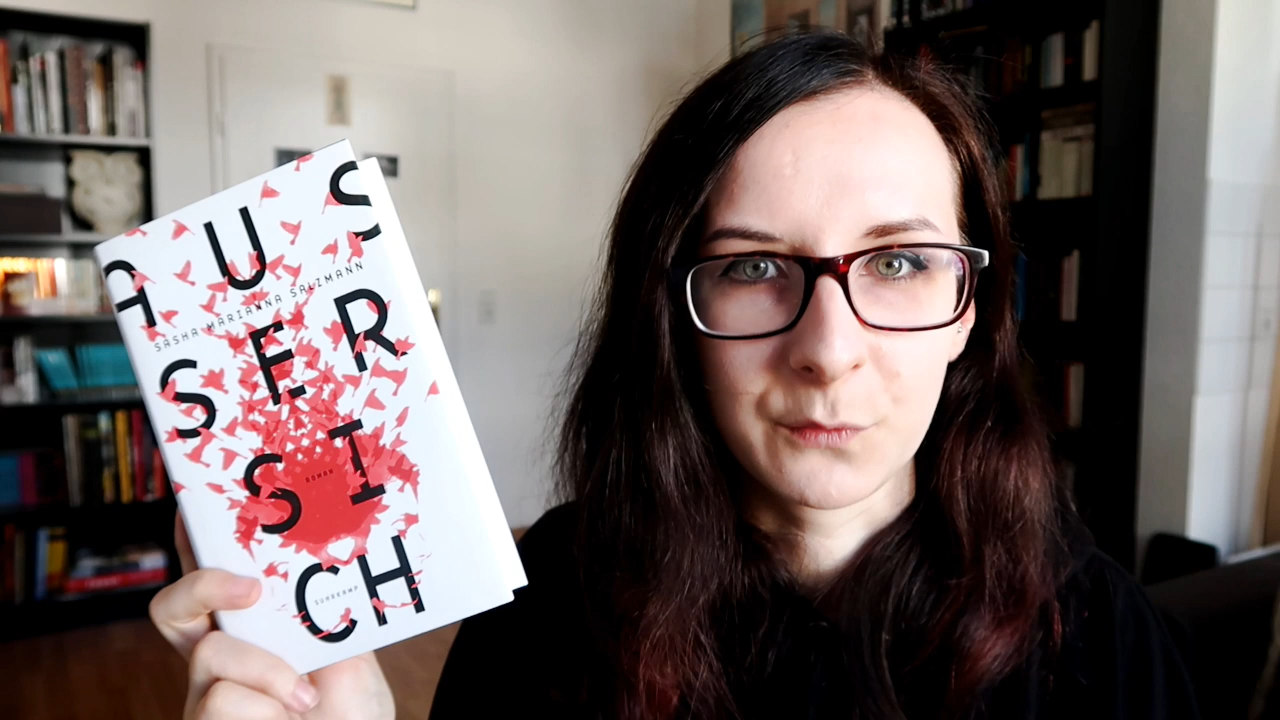 AUS
SASHA MARIANNA SALZMANN
SER
SI
ROMAN
CH
SUHRKAMP